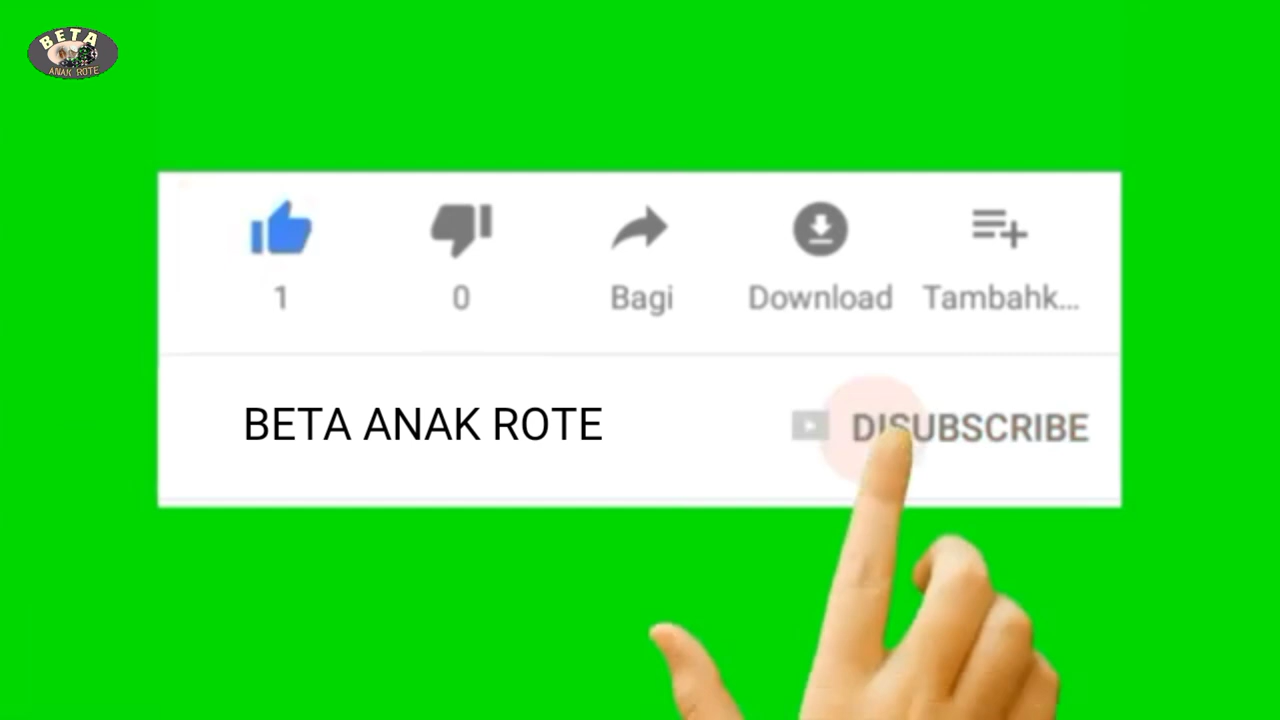 BETA
ANAK ROTE
1
0
Bagi
Download
Tambahk...
BETA ANAK ROTE
DISUBSCRIBE